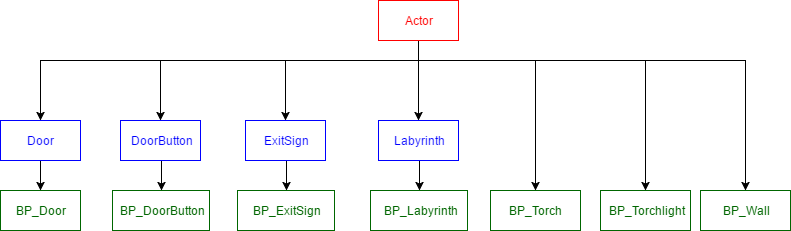 Actor
Door
DoorButton
ExitSign
Labyrinth
BP_Door
BP_DoorButton
BP_ExitSign
BP_Labyrinth
BP_Torch
BP_Torchlight
BP_Wall